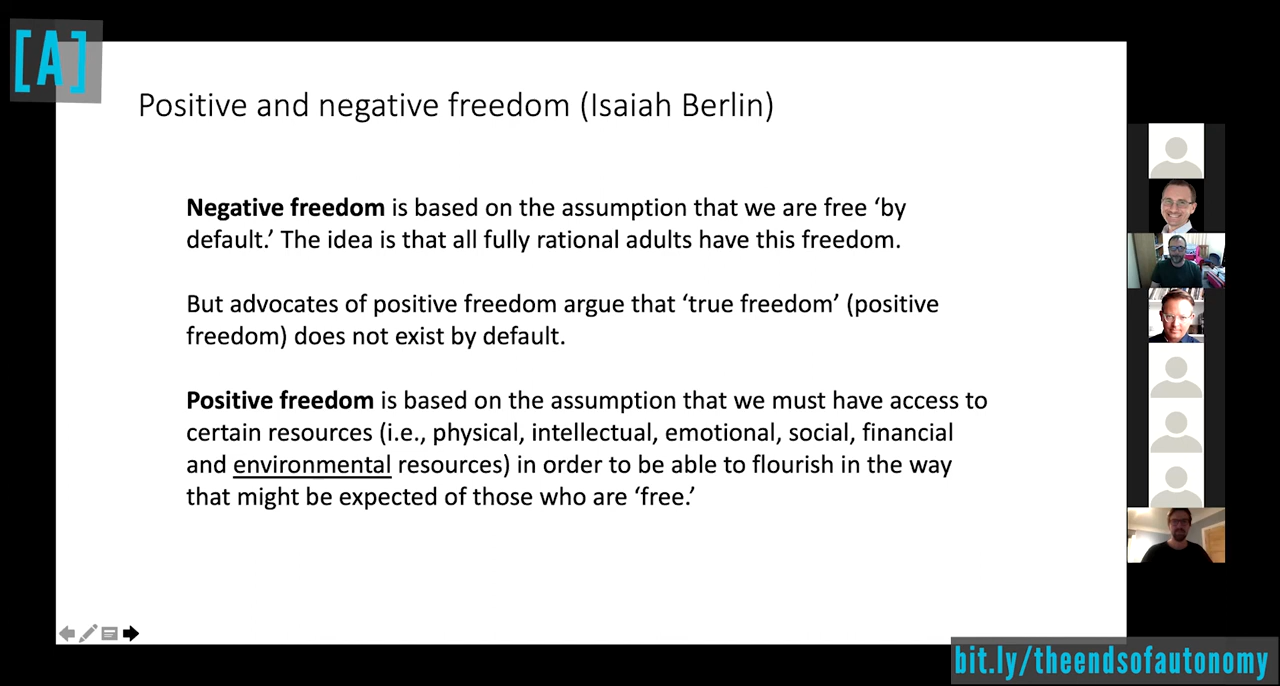 [A]
Positive and negative freedom (Isaiah Berlin)
Negative freedom is based on the assumption that we are free ‘by
default.’ The idea is that all fully rational adults have this freedom.
But advocates of positive freedom argue that ‘true freedom’ (positive
freedom) does not exist by default.
Positive freedom is based on the assumption that we must have access to
certain resources (i.e., physical, intellectual, emotional, social, financial
and environmental resources) in order to be able to flourish in the way
that might be expected of those who are ‘free.’
bit.ly/theendsofautonomy